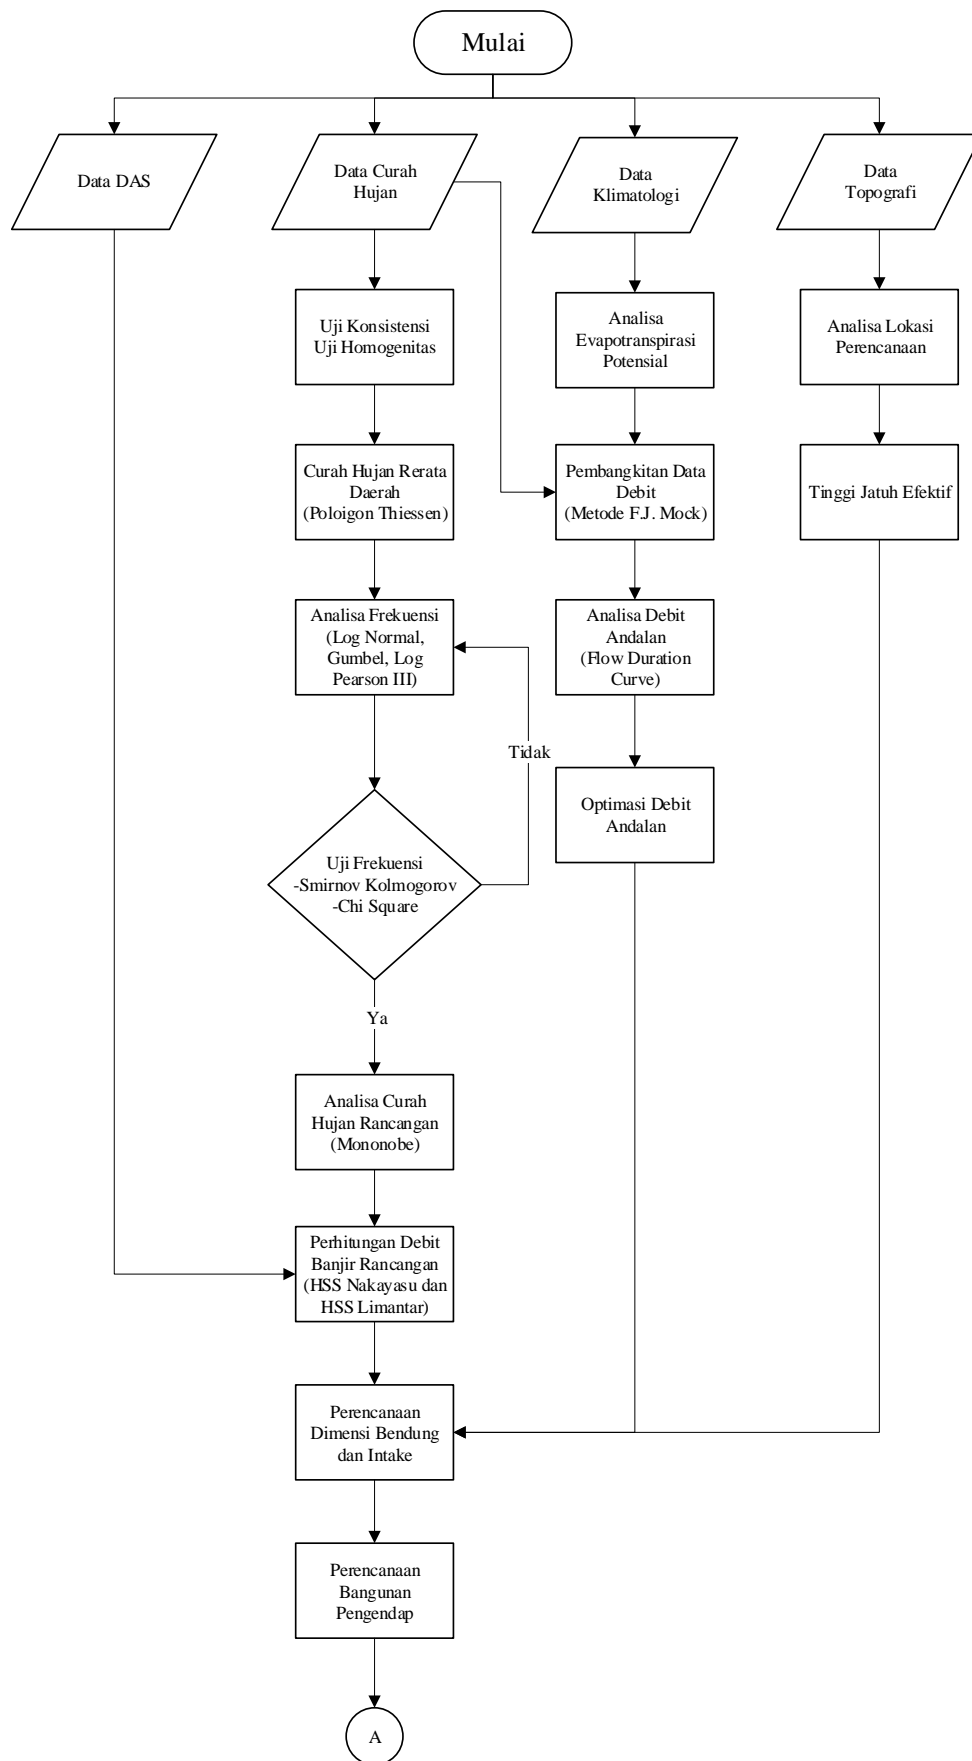 Mulai
Data DAS
Data Curah
Hujan
Data
Klimatologi
Data
Topografi
Uji Konsistensi
Uji Homogenitas
Analisa
Evapotranspirasi
Potensial
Analisa Lokasi
Perencanaan
Curah Hujan Rerata
Daerah
(Poloigon Thiessen)
Pembangkitan Data
Debit
(Metode F.J. Mock)
Tinggi Jatuh Efektif
Analisa Frekuensi
(Log Normal,
Gumbel, Log
Pearson III)
Analisa Debit
Andalan
(Flow Duration
Curve)
Tidak
Optimasi Debit
Andalan
Uji Frekuensi
-Smirnov Kolmogorov
-Chi Square
Ya
Analisa Curah
Hujan Rancangan
(Mononobe)
Perhitungan Debit
Banjir Rancangan
(HSS Nakayasu dan
HSS Limantar)
Perencanaan
Dimensi Bendung
dan Intake
Perencanaan
Bangunan
Pengendap
A